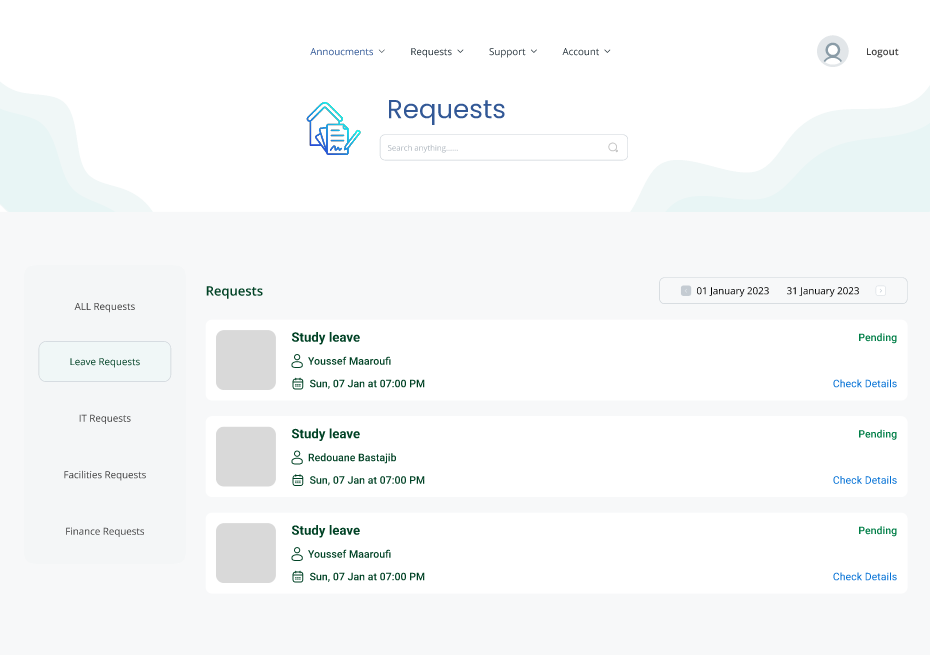 Annoucments Requests Support Account Logout
Requests
Search anything......
ALL Requests
Leave Requests
IT Requests
Facilities Requests
Finance Requests
Requests
01 January 2023 31 January 2023
Study leave Pending
Youssef Maaroufi
Sun, 07 Jan at 07:00 PM Check Details
Study leave Pending
Redouane Bastajib
Sun, 07 Jan at 07:00 PM Check Details
Study leave Pending
Youssef Maaroufi
Sun, 07 Jan at 07:00 PM Check Details